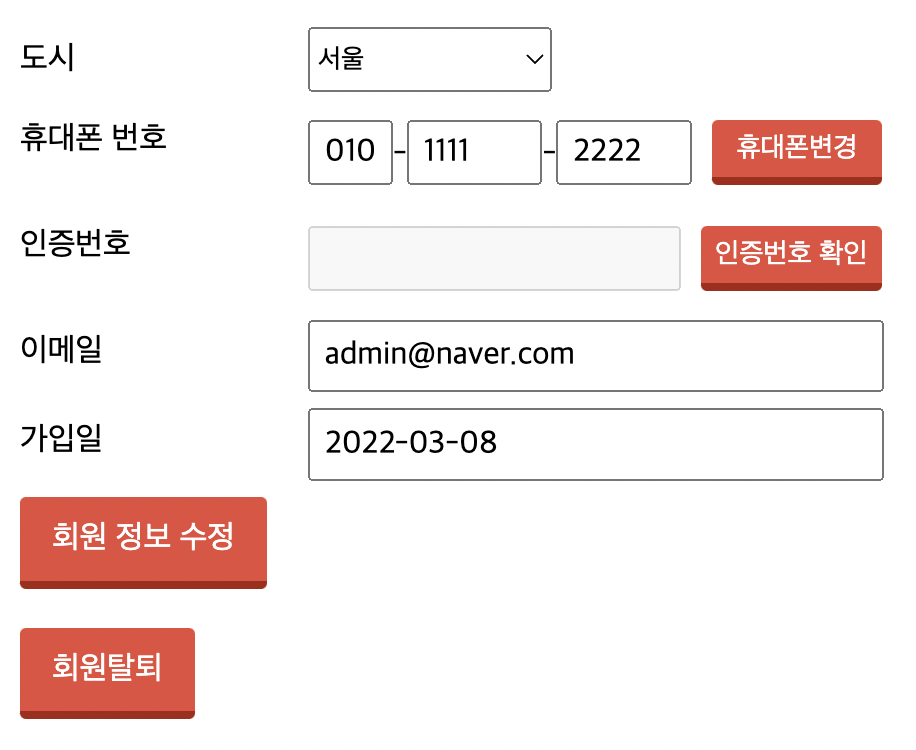 도시 서울
휴대폰 번호 010 - 1111 - 2222 휴대폰변경
인증번호 인증번호 확인
이메일 admin@naver.com
가입일 2022-03-08
회원 정보 수정
회원탈퇴